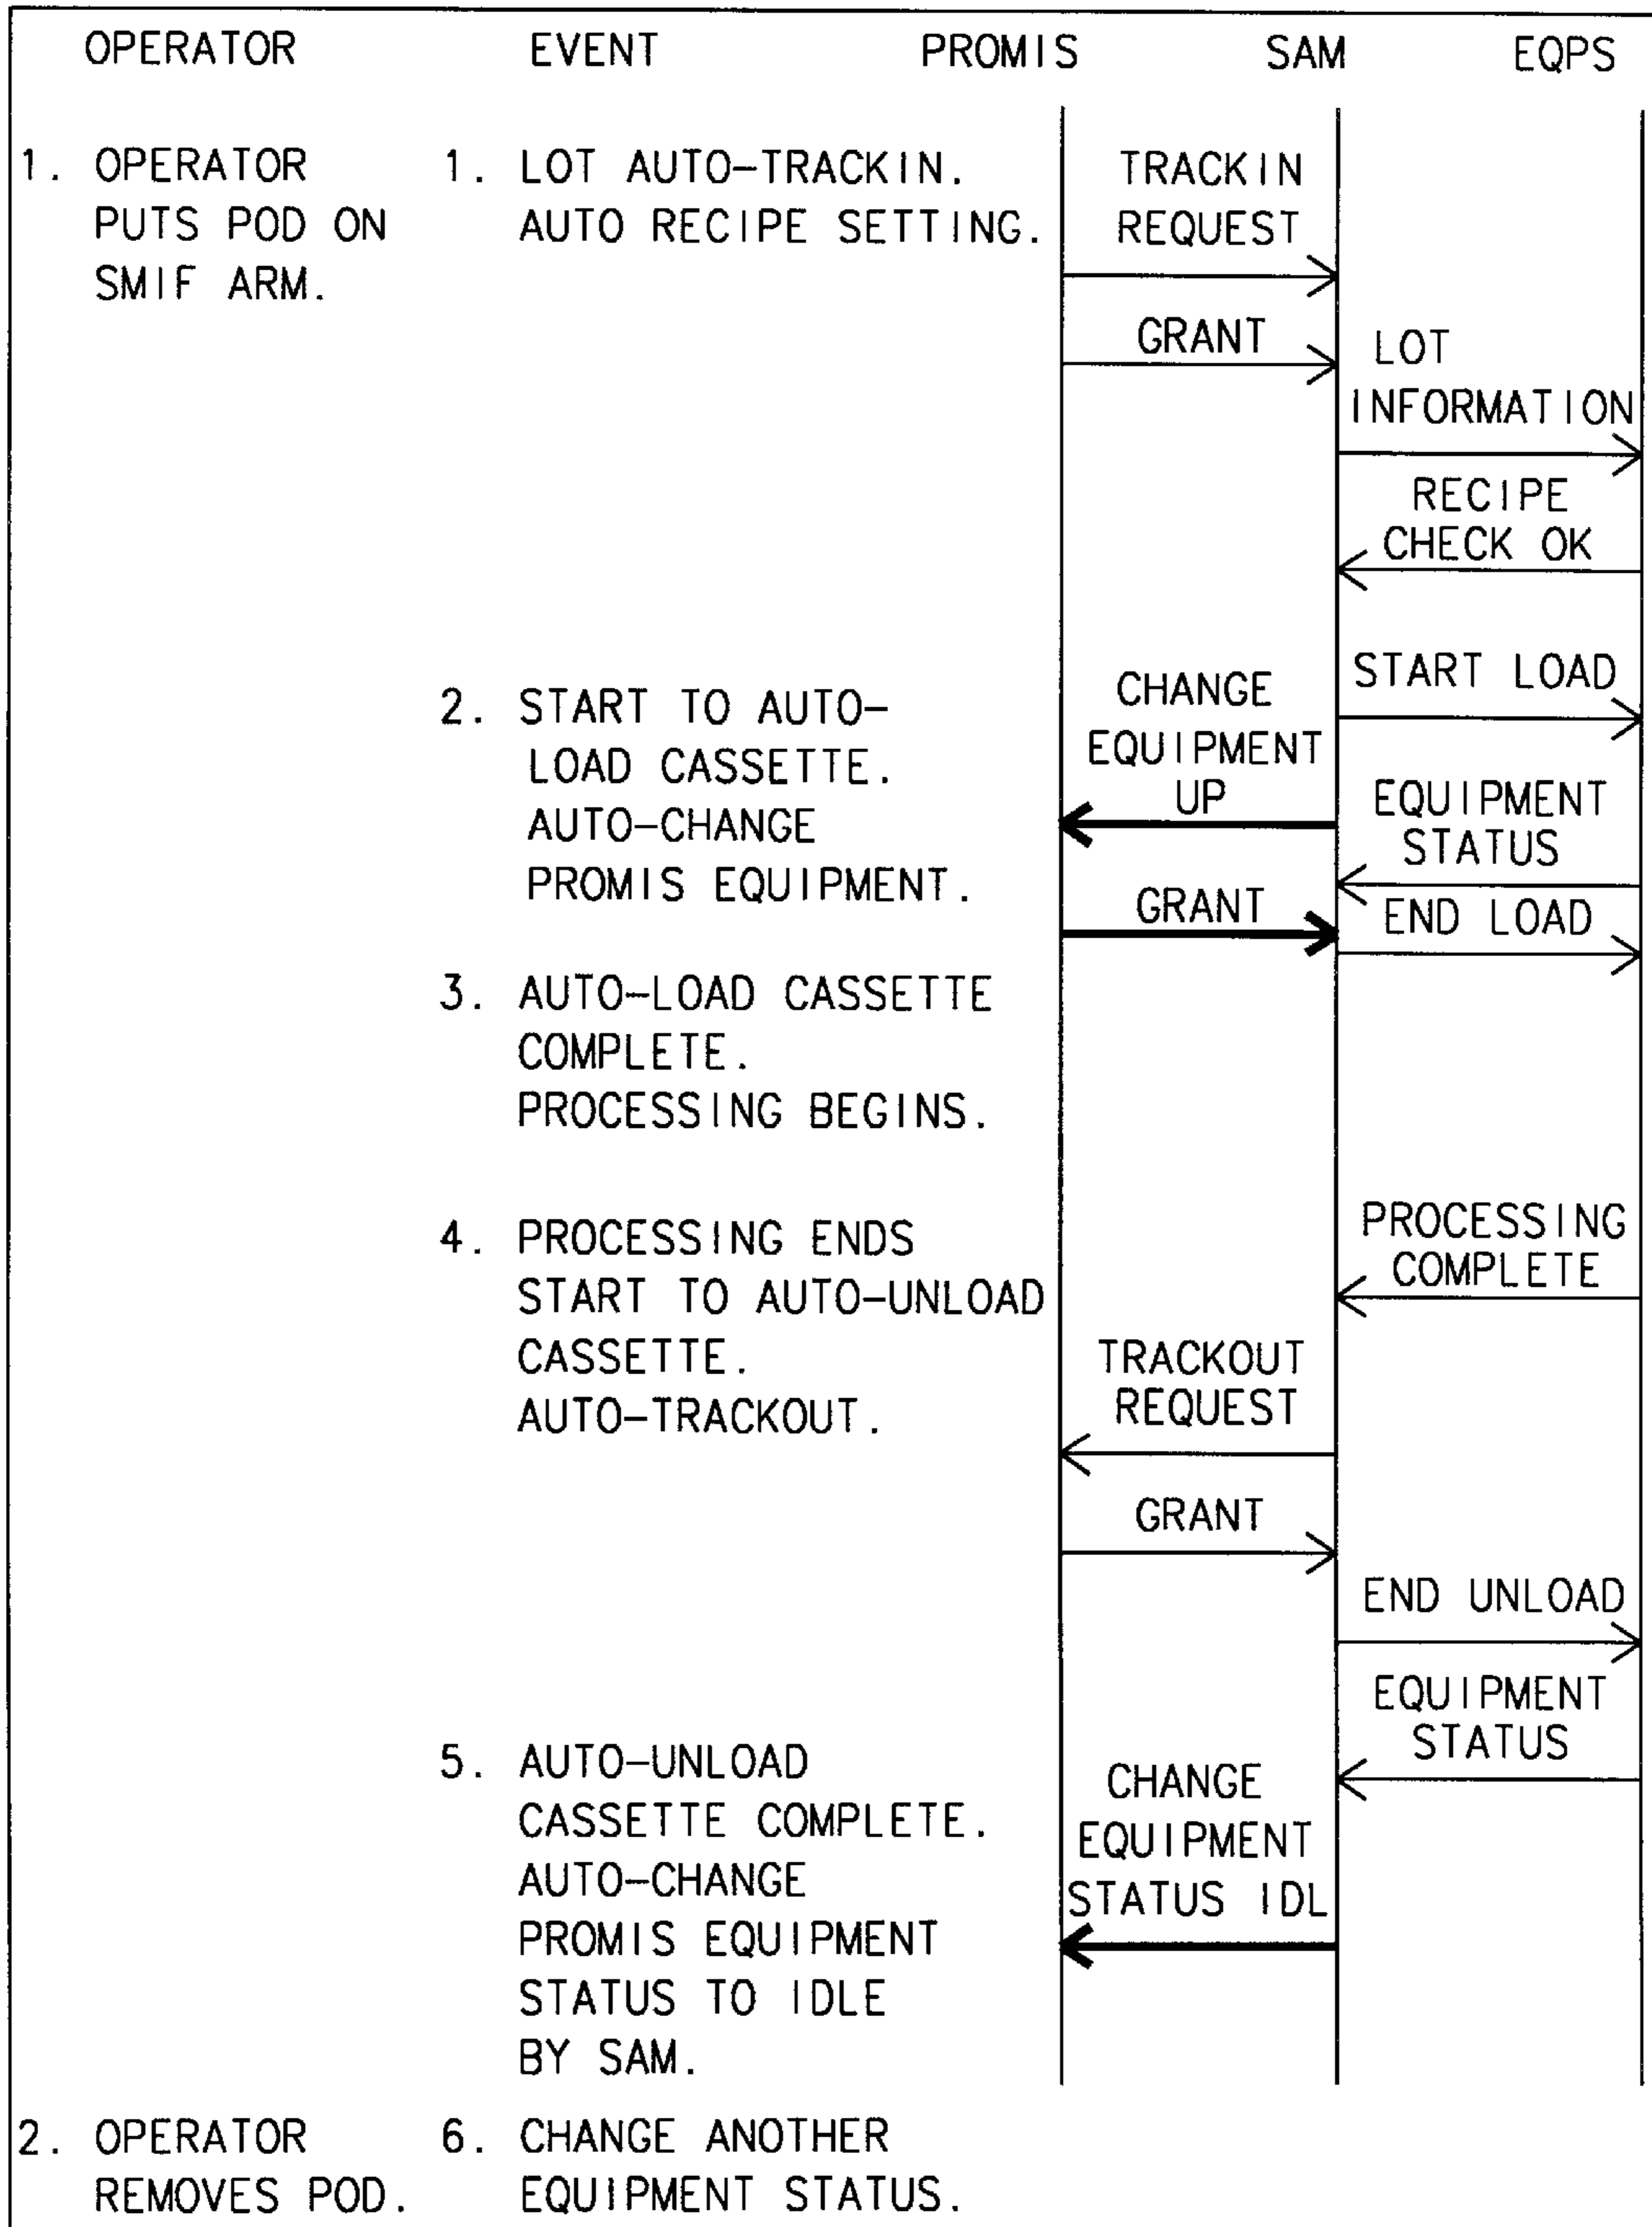 OPERATOR EVENT PROMIS SAM EQPS
1. OPERATOR
PUTS POD ON
SMIF ARM.
1. LOT AUTO-TRACKIN.
AUTO RECIPE SETTING.
TRACKIN
REQUEST
GRANT
LOT
INFORMATION
RECIPE
CHECK OK
2. START TO AUTO-
LOAD CASSETTE.
AUTO-CHANGE
PROMIS EQUIPMENT.
CHANGE
EQUIPMENT
UP
START LOAD
EQUIPMENT
STATUS
GRANT
END LOAD
3. AUTO-LOAD CASSETTE
COMPLETE.
PROCESSING BEGINS.
4. PROCESSING ENDS
START TO AUTO-UNLOAD
CASSETTE.
AUTO-TRACKOUT.
PROCESSING
COMPLETE
TRACKOUT
REQUEST
GRANT
END UNLOAD
EQUIPMENT
STATUS
5. AUTO-UNLOAD
CASSETTE COMPLETE.
AUTO-CHANGE
PROMIS EQUIPMENT
STATUS TO IDLE
BY SAM.
CHANGE
EQUIPMENT
STATUS IDL
2. OPERATOR
REMOVES POD.
6. CHANGE ANOTHER
EQUIPMENT STATUS.